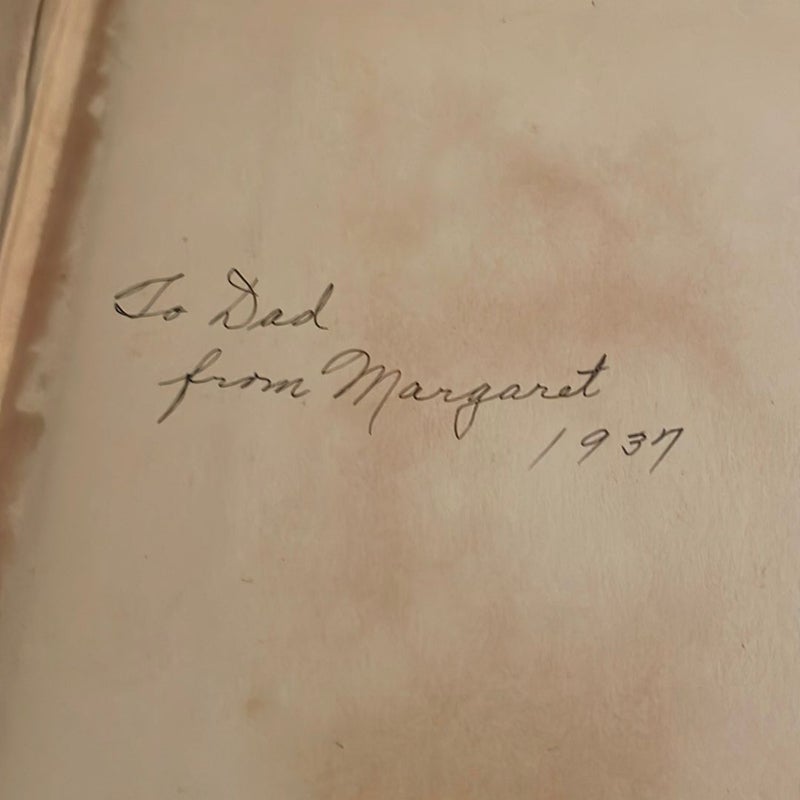 To Dad
from Margaret
1937